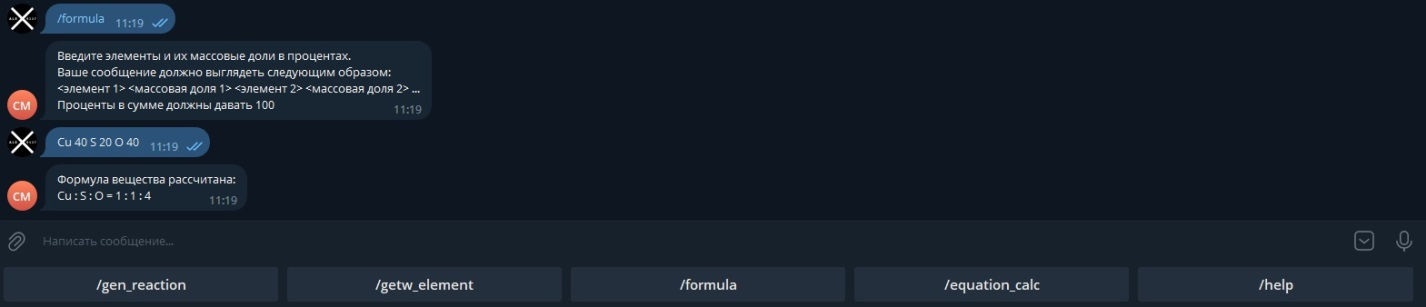 /formula 11:19
Введите элементы и их массовые доли в процентах.
Ваше сообщение должно выглядеть следующим образом:
<элемент 1> <массовая доля 1> <элемент 2> <массовая доля 2> ...
Проценты в сумме должны давать 100
11:19
СМ
Cu 40 S 20 O 40 11:19
Формула вещества рассчитана:
Cu : S : O = 1 : 1 : 4
11:19
СМ
Написать сообщение...
/gen_reaction /getw_element /formula /equation_calc /help